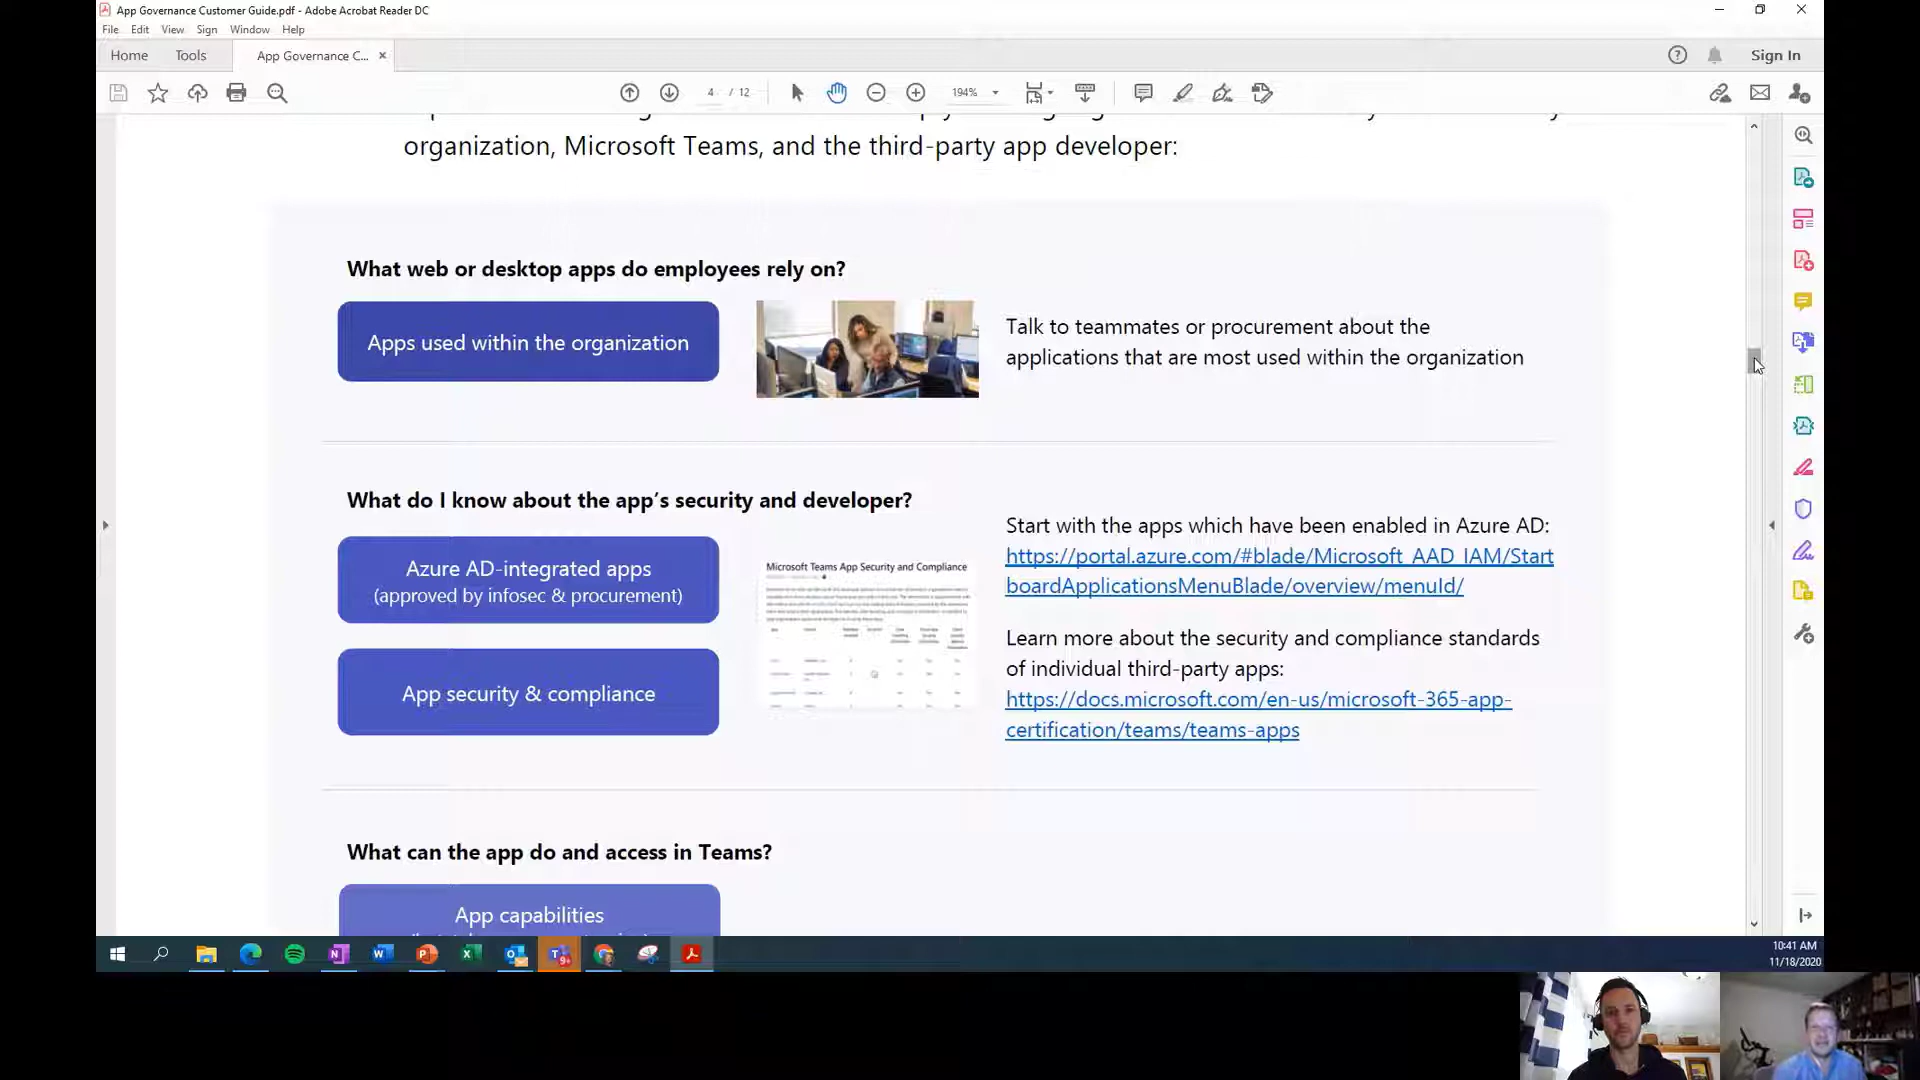 App Governance Customer Guide.pdf - Adobe Acrobat Reader DC
File Edit View Sign Window Help
Home Tools App Governance C... Sign In
4 / 12 194%
organization, Microsoft Teams, and the third-party app developer:
What web or desktop apps do employees rely on?
Apps used within the organization
Talk to teammates or procurement about the
applications that are most used within the organization
What do I know about the app's security and developer?
Azure AD-integrated apps
(approved by infosec & procurement)
App security & compliance
Microsoft Teams App Security and Compliance
Start with the apps which have been enabled in Azure AD:
https://portal.azure.com/#blade/Microsoft_AAD_IAM/Start
boardApplicationsMenuBlade/overview/menuId/
Learn more about the security and compliance standards
of individual third-party apps:
https://docs.microsoft.com/en-us/microsoft-365-app-
certification/teams/teams-apps
What can the app do and access in Teams?
App capabilities
10:41 AM
11/18/2020